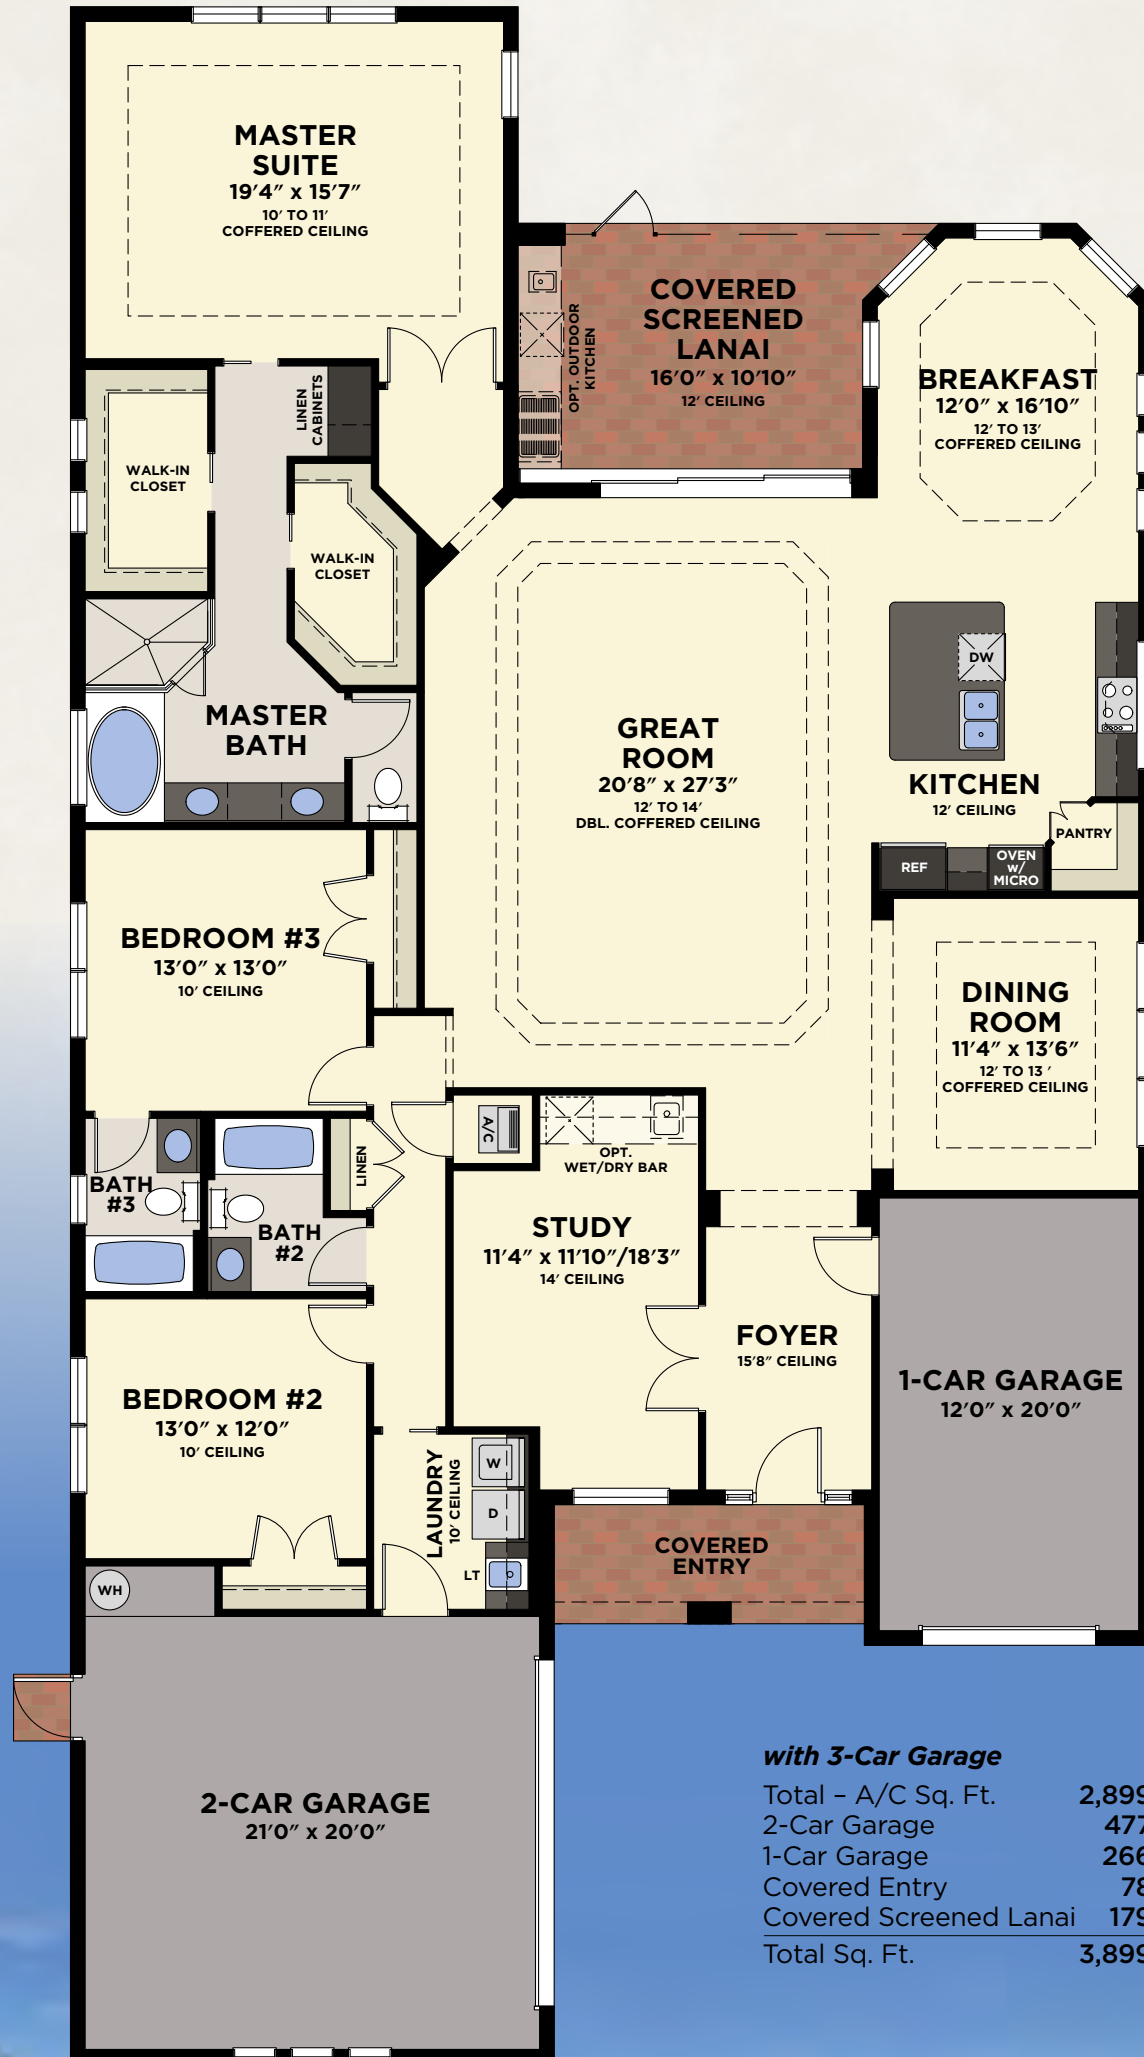 MASTER
SUITE
19'4" x 15'7"
10' TO 11'
COFFERED CEILING
COVERED
SCREENED
LANAI
16'0" x 10'10"
12' CEILING
OPT. OUTDOOR
KITCHEN
BREAKFAST
12'0" x 16'10"
12' TO 13'
COFFERED CEILING
LINEN
CABINETS
WALK-IN
CLOSET
WALK-IN
CLOSET
MASTER
BATH
GREAT
ROOM
20'8" x 27'3"
12' TO 14'
DBL. COFFERED CEILING
DW
KITCHEN
12' CEILING
PANTRY
REF
OVEN
w/
MICRO
BEDROOM #3
13'0" x 13'0"
10' CEILING
DINING
ROOM
11'4" x 13'6"
12' TO 13 '
COFFERED CEILING
A/C
OPT.
WET/DRY BAR
LINEN
BATH
#3
BATH
#2
STUDY
11'4" x 11'10"/18'3"
14' CEILING
FOYER
15'8" CEILING
1-CAR GARAGE
12'0" x 20'0"
BEDROOM #2
13'0" x 12'0"
10' CEILING
LAUNDRY
10' CEILING
W
D
LT
COVERED
ENTRY
WH
2-CAR GARAGE
21'0" x 20'0"
with 3-Car Garage
Total – A/C Sq. Ft. 2,899
2-Car Garage 477
1-Car Garage 266
Covered Entry 78
Covered Screened Lanai 179
Total Sq. Ft. 3,899